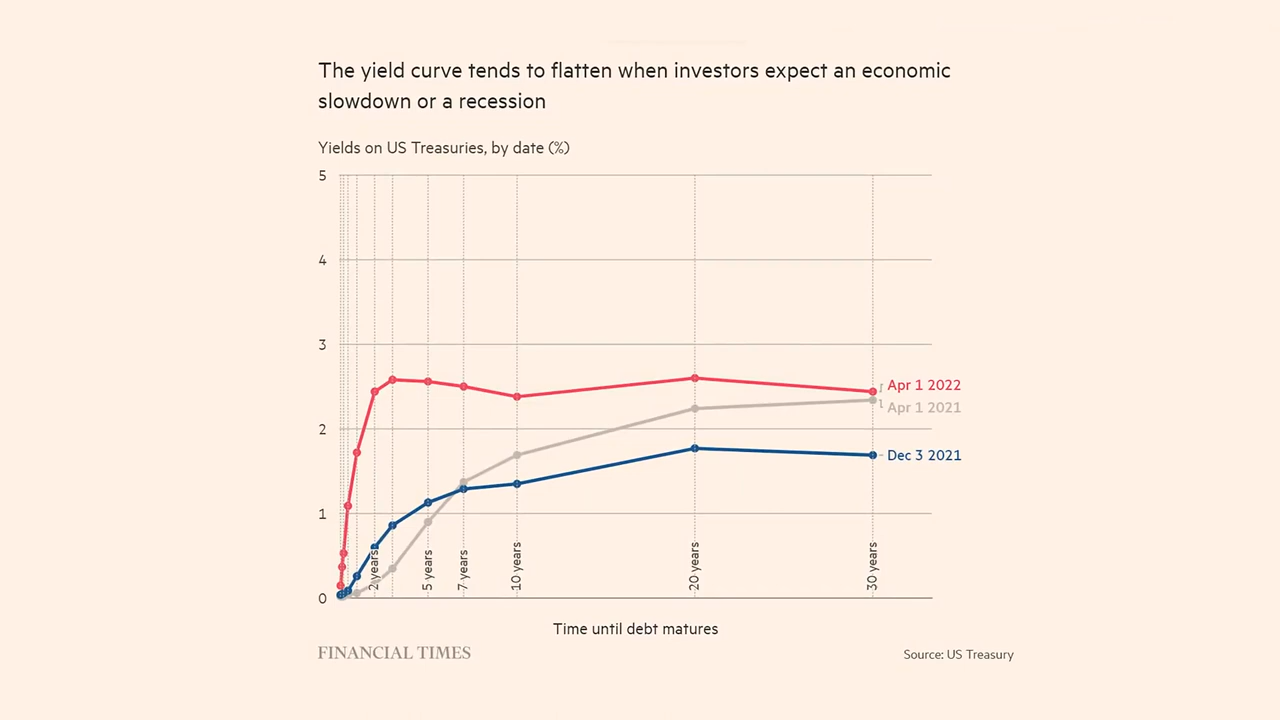 The yield curve tends to flatten when investors expect an economic
slowdown or a recession
Yields on US Treasuries, by date (%)
5
4
3
2
1
0
Apr 1 2022
Apr 1 2021
Dec 3 2021
2 years
5 years
7 years
10 years
20 years
30 years
Time until debt matures
FINANCIAL TIMES
Source: US Treasury